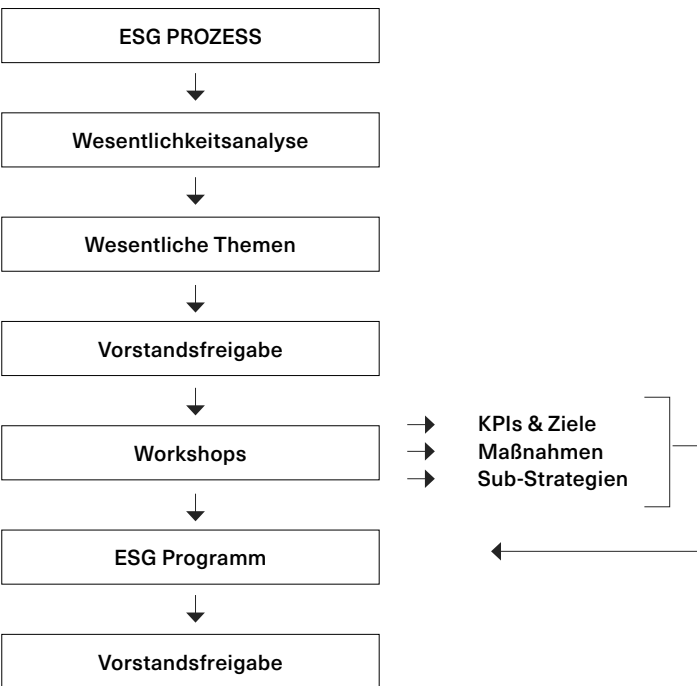 ESG PROZESS
Wesentlichkeitsanalyse
Wesentliche Themen
Vorstandsfreigabe
Workshops
KPIs & Ziele
Maßnahmen
Sub-Strategien
ESG Programm
Vorstandsfreigabe